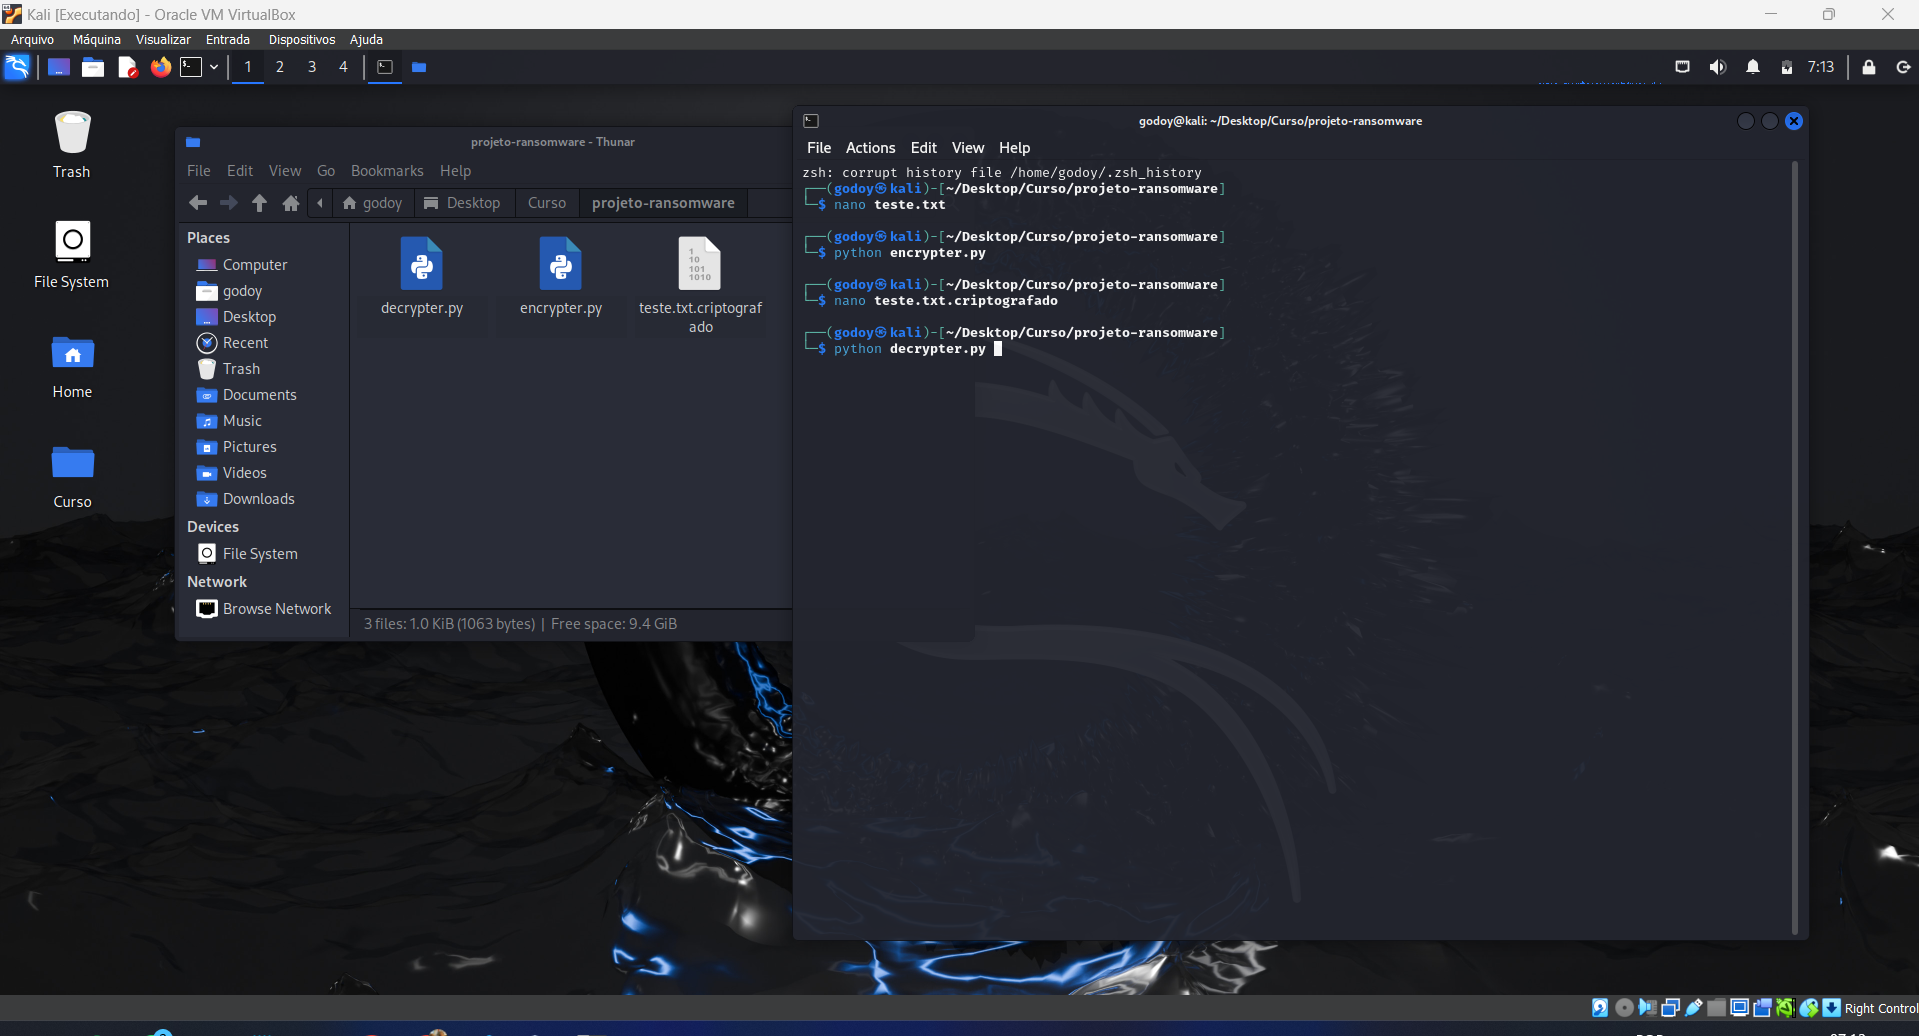 Kali [Executando] - Oracle VM VirtualBox
Arquivo Máquina Visualizar Entrada Dispositivos Ajuda
1 2 3 4
7:13
Trash
File System
Home
Curso
projeto-ransomware - Thunar
File Edit View Go Bookmarks Help
godoy Desktop Curso projeto-ransomware
Places
Computer
godoy
Desktop
Recent
Trash
Documents
Music
Pictures
Videos
Downloads
Devices
File System
Network
Browse Network
decrypter.py
encrypter.py
teste.txt.criptograf
ado
3 files: 1.0 KiB (1063 bytes) | Free space: 9.4 GiB
godoy@kali: ~/Desktop/Curso/projeto-ransomware
File Actions Edit View Help
zsh: corrupt history file /home/godoy/.zsh_history
┌──(godoy㉿kali)-[~/Desktop/Curso/projeto-ransomware]
└─$ nano teste.txt
┌──(godoy㉿kali)-[~/Desktop/Curso/projeto-ransomware]
└─$ python encrypter.py
┌──(godoy㉿kali)-[~/Desktop/Curso/projeto-ransomware]
└─$ nano teste.txt.criptografado
┌──(godoy㉿kali)-[~/Desktop/Curso/projeto-ransomware]
└─$ python decrypter.py
Right Control